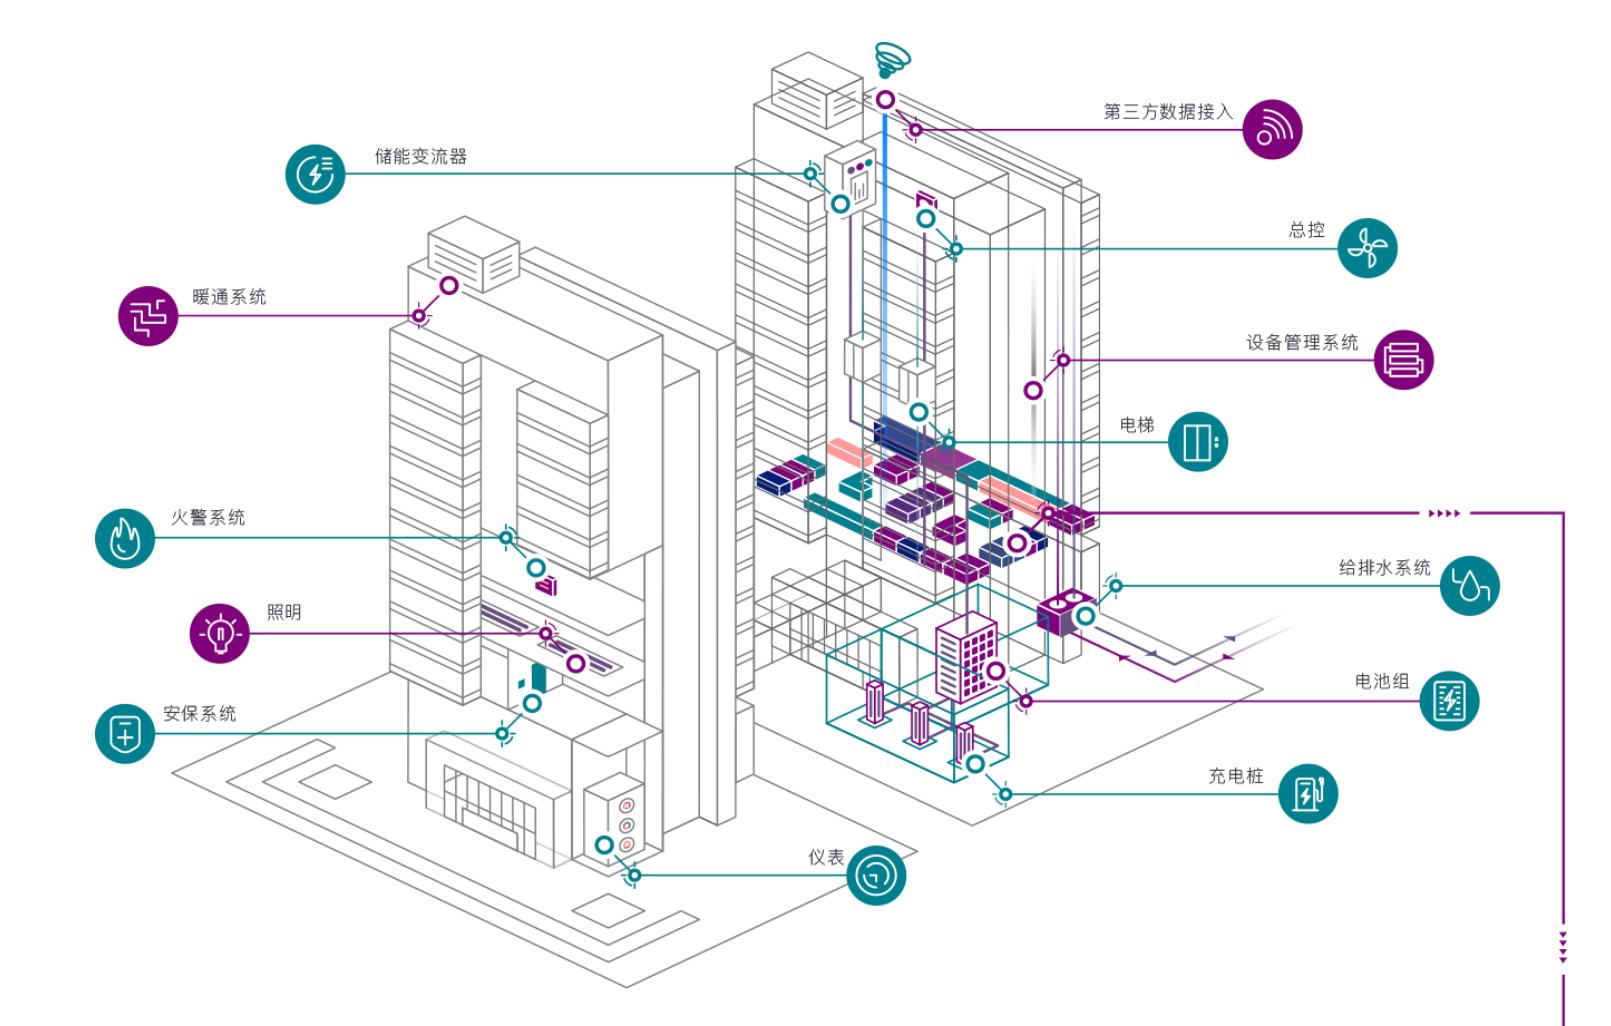 第三方数据接入
储能变流器
总控
暖通系统
设备管理系统
电梯
火警系统
给排水系统
照明
电池组
安保系统
充电桩
仪表